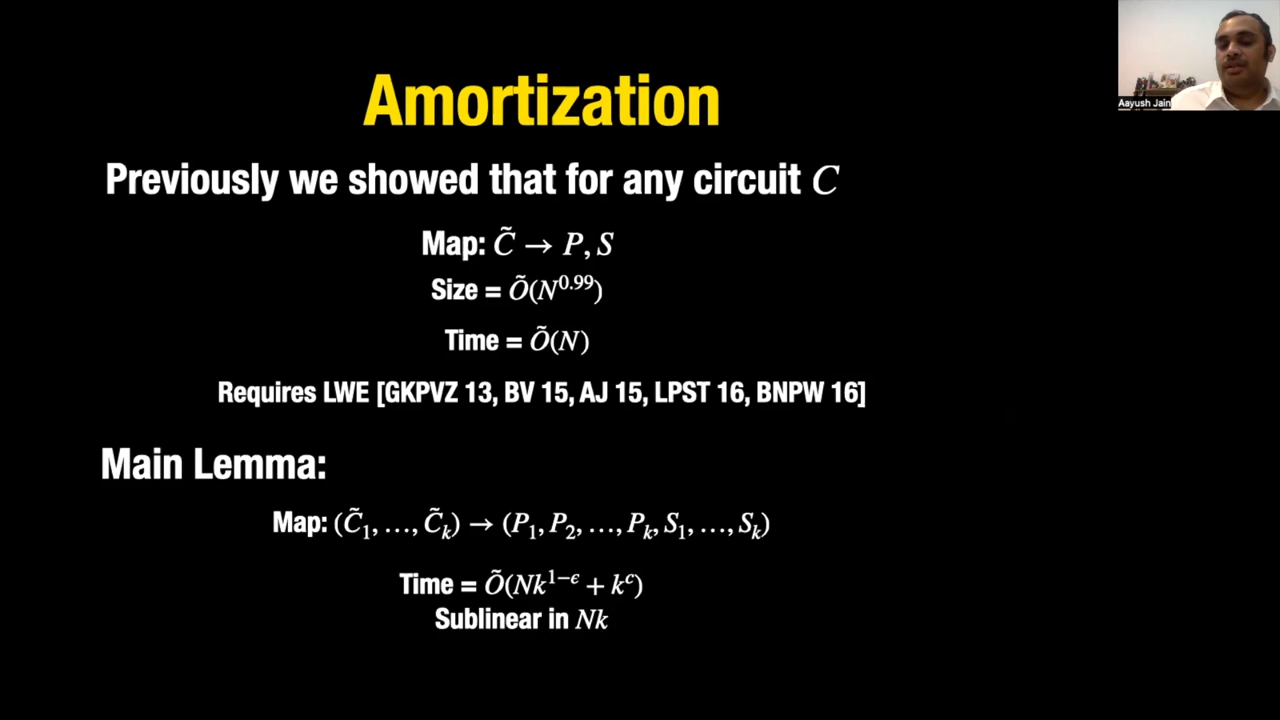 Aayush Jain
Amortization
Previously we showed that for any circuit C
Map: C̃ → P, S
Size = Õ(N^0.99)
Time = Õ(N)
Requires LWE [GKPVZ 13, BV 15, AJ 15, LPST 16, BNPW 16]
Main Lemma:
Map: (C̃₁, …, C̃ₖ) → (P₁, P₂, …, Pₖ, S₁, …, Sₖ)
Time = Õ(Nk^{1−ϵ} + k^c)
Sublinear in Nk